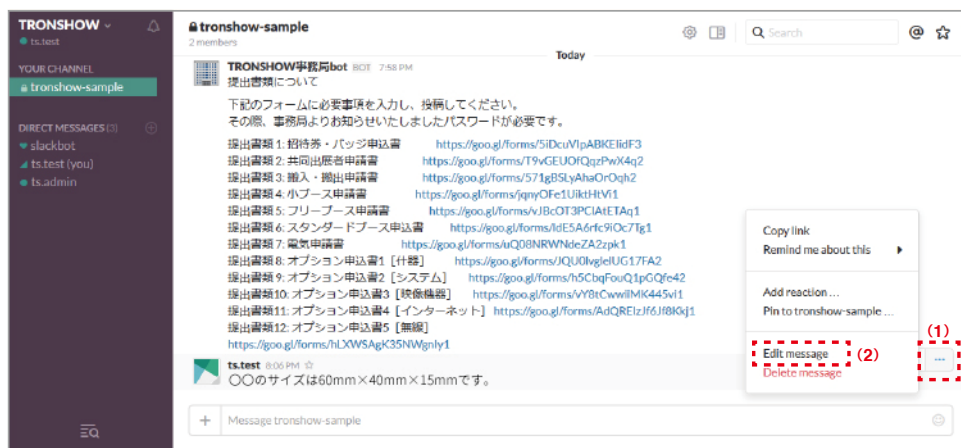 TRONSHOW
ts.test
YOUR CHANNEL
tronshow-sample
DIRECT MESSAGES (3)
slackbot
ts.test (you)
ts.admin
tronshow-sample
2 members
Search
Today
TRONSHOW事務局bot BOT 7:58 PM
提出書類について
下記のフォームに必要事項を入力し、投稿してください。
その際、事務局よりお知らせいたしましたパスワードが必要です。
提出書類1: 招待券・バッジ申込書 https://goo.gl/forms/5iDcuVlpABKElidF3
提出書類2: 共同出展者申請書 https://goo.gl/forms/T9vGEUOfQqzPwX4q2
提出書類3: 搬入・搬出申請書 https://goo.gl/forms/571gBSLyAhaOrOqh2
提出書類4: 小ブース申請書 https://goo.gl/forms/jqnyOFe1UiktHtVi1
提出書類5: フリーブース申請書 https://goo.gl/forms/vJBcOT3PClAtETAq1
提出書類6: スタンダードブース申込書 https://goo.gl/forms/ldE5A6rfc9iOc7Tg1
提出書類7: 電気申請書 https://goo.gl/forms/uQ08NRWNdeZA2zpk1
提出書類8: オプション申込書1［什器］ https://goo.gl/forms/JQU0lvgleIUG17FA2
提出書類9: オプション申込書2［システム］ https://goo.gl/forms/h5CbqFouQ1pGQfe42
提出書類10: オプション申込書3［映像機器］ https://goo.gl/forms/vY8tCwwiIMK445vi1
提出書類11: オプション申込書4［インターネット］ https://goo.gl/forms/AdQRElzJf6Jf8Kkj1
提出書類12: オプション申込書5［無線］
https://goo.gl/forms/hLXWSAgK35NWgnIy1
ts.test 8:06 PM
〇〇のサイズは60mm×40mm×15mmです。
Message tronshow-sample
Copy link
Remind me about this
Add reaction ...
Pin to tronshow-sample ...
Edit message
Delete message
(1)
(2)